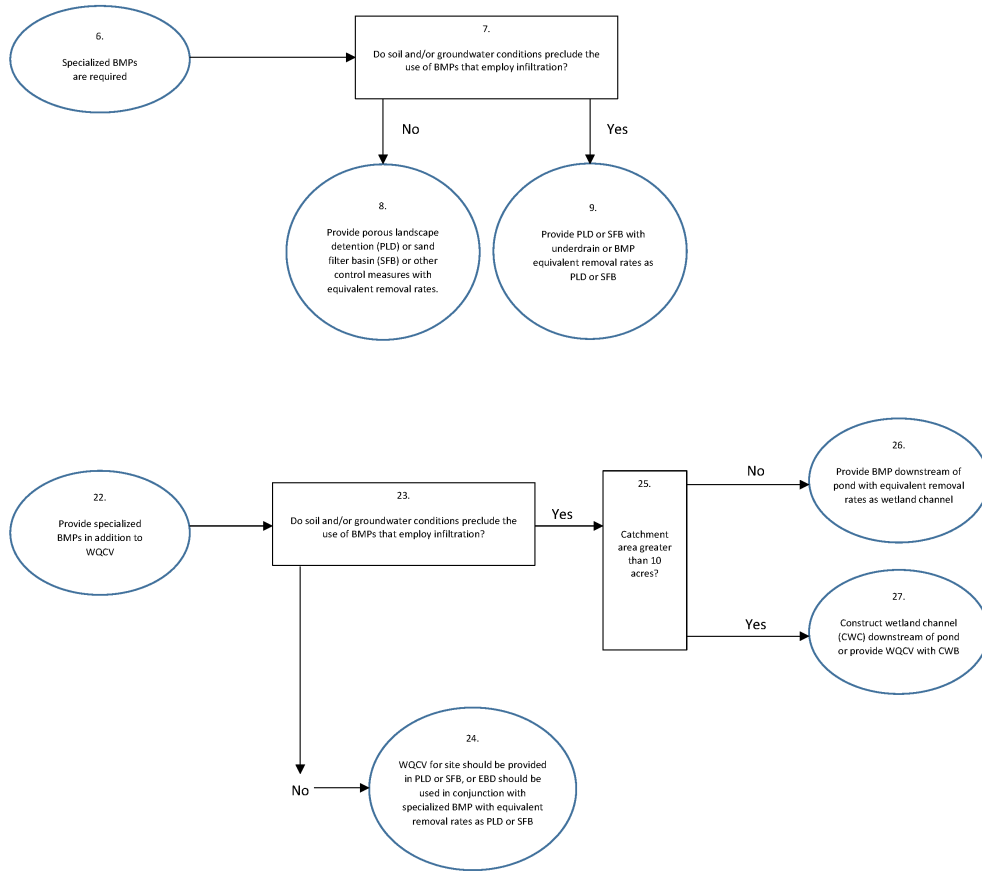 6.
Specialized BMPs
are required
7.
Do soil and/or groundwater conditions preclude the
use of BMPs that employ infiltration?
No
Yes
8.
Provide porous landscape
detention (PLD) or sand
filter basin (SFB) or other
control measures with
equivalent removal rates.
9.
Provide PLD or SFB with
underdrain or BMP
equivalent removal rates as
PLD or SFB
22.
Provide specialized
BMPs in addition to
WQCV
23.
Do soil and/or groundwater conditions preclude the
use of BMPs that employ infiltration?
Yes
25.
Catchment
area greater
than 10
acres?
No
26.
Provide BMP downstream of
pond with equivalent removal
rates as wetland channel
Yes
27.
Construct wetland channel
(CWC) downstream of pond
or provide WQCV with CWB
No
24.
WQCV for site should be provided
in PLD or SFB, or EBD should be
used in conjunction with
specialized BMP with equivalent
removal rates as PLD or SFB